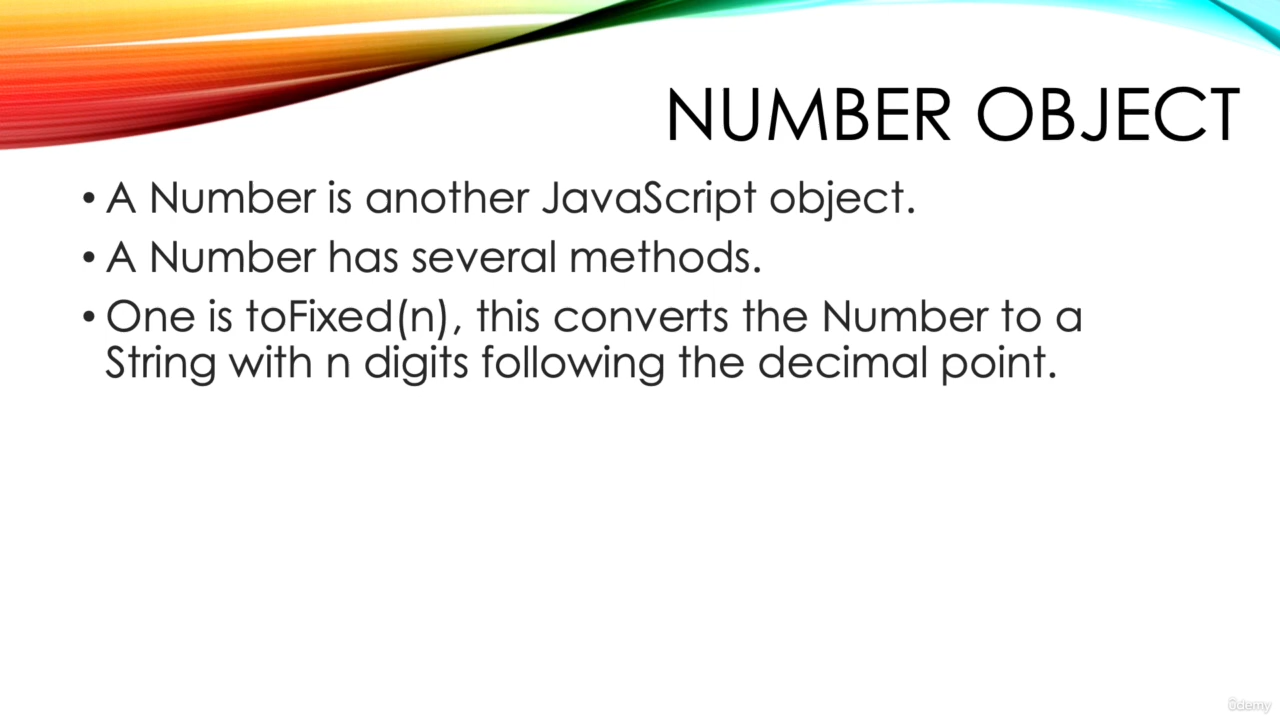 NUMBER OBJECT
• A Number is another JavaScript object.
• A Number has several methods.
• One is toFixed(n), this converts the Number to a
String with n digits following the decimal point.
ûdemy